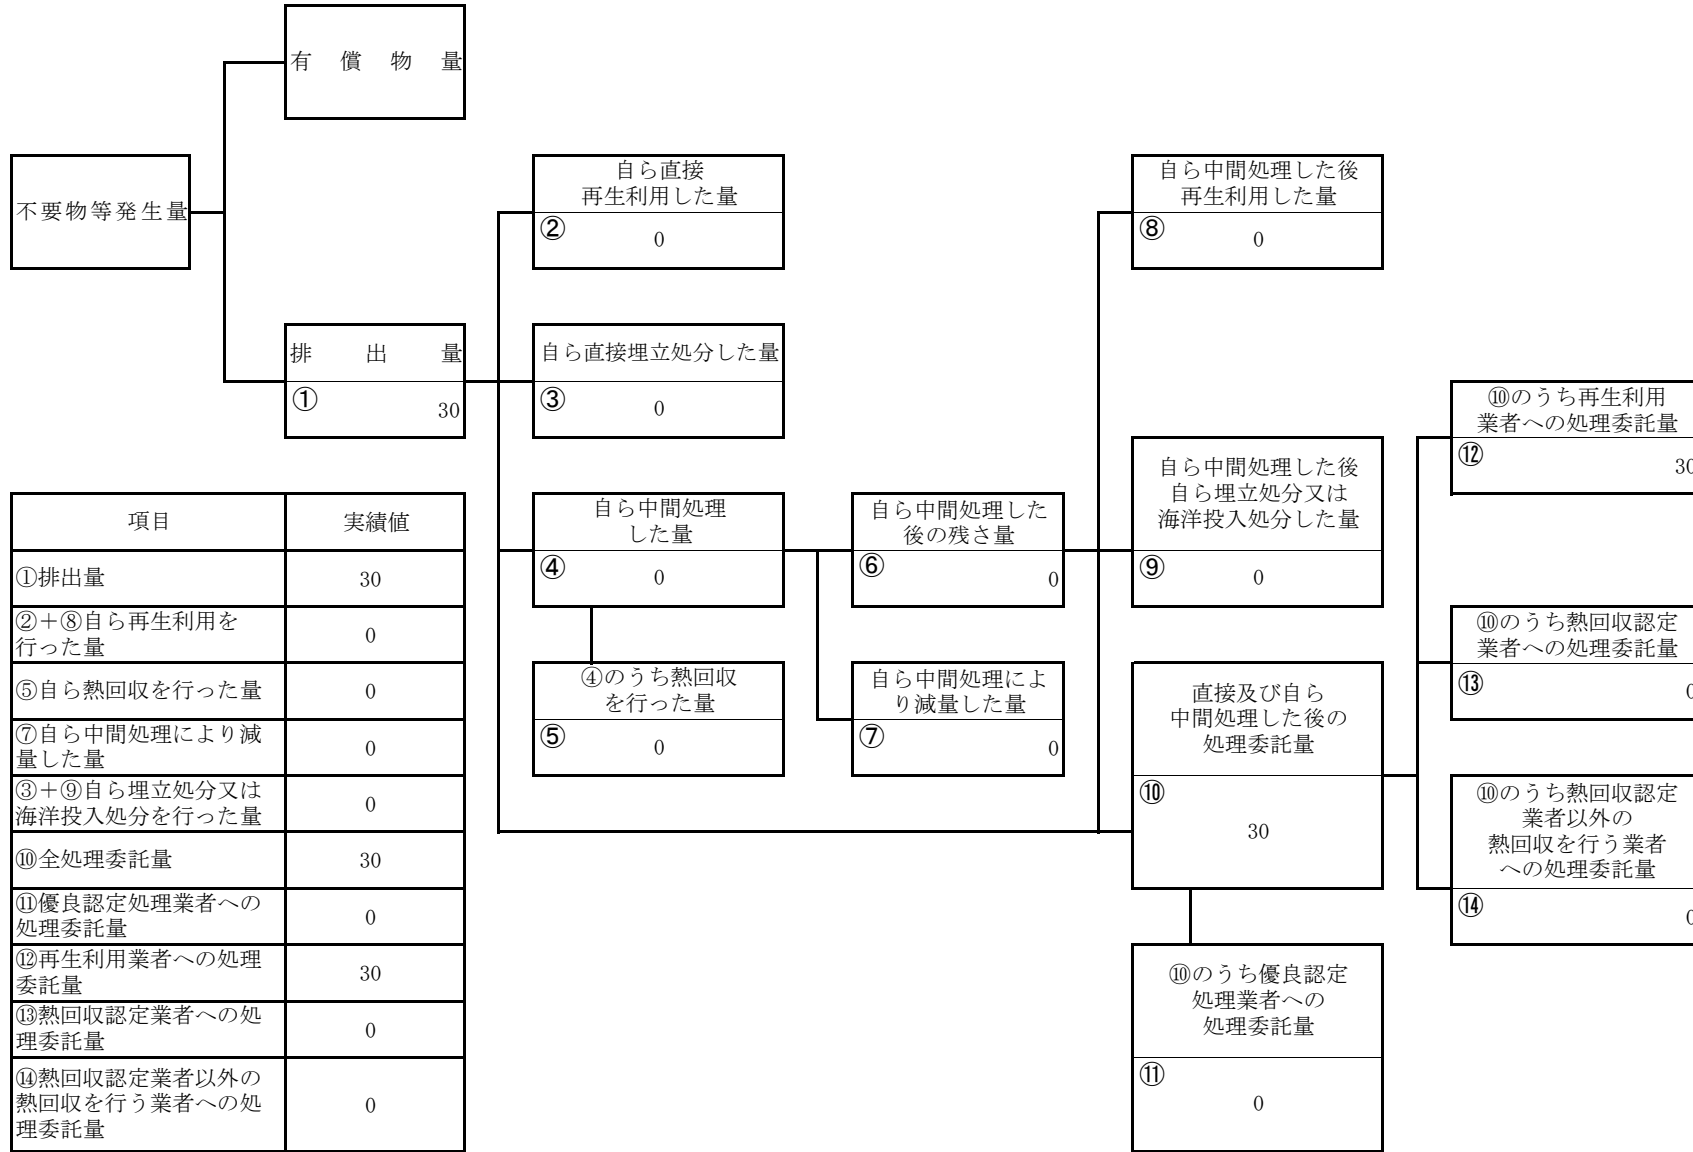 有償物量
不要物等発生量
自ら直接
再生利用した量
②
0
自ら中間処理した後
再生利用した量
⑧
0
排出量
①
30
自ら直接埋立処分した量
③
0
⑩のうち再生利用
業者への処理委託量
⑫
30
自ら中間処理
した量
④
0
自ら中間処理した
後の残さ量
⑥
0
自ら中間処理した後
自ら埋立処分又は
海洋投入処分した量
⑨
0
④のうち熱回収
を行った量
⑤
0
自ら中間処理によ
り減量した量
⑦
0
直接及び自ら
中間処理した後の
処理委託量
⑩
30
⑩のうち熱回収認定
業者への処理委託量
⑬
0
⑩のうち熱回収認定
業者以外の
熱回収を行う業者
への処理委託量
⑭
0
⑩のうち優良認定
処理業者への
処理委託量
⑪
0
項目 実績値
①排出量 30
②＋⑧自ら再生利用を
行った量 0
⑤自ら熱回収を行った量 0
⑦自ら中間処理により減
量した量 0
③＋⑨自ら埋立処分又は
海洋投入処分を行った量 0
⑩全処理委託量 30
⑪優良認定処理業者への
処理委託量 0
⑫再生利用業者への処理
委託量 30
⑬熱回収認定業者への処
理委託量 0
⑭熱回収認定業者以外の
熱回収を行う業者への処
理委託量 0